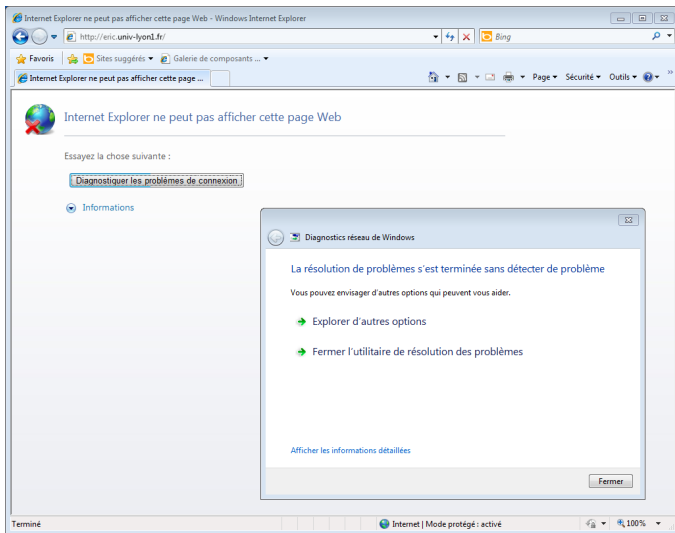 Internet Explorer ne peut pas afficher cette page Web - Windows Internet Explorer
http://eric.univ-lyon1.fr/
Bing
Favoris
Sites suggérés
Galerie de composants ...
Internet Explorer ne peut pas afficher cette page ...
Page
Sécurité
Outils
»
Internet Explorer ne peut pas afficher cette page Web
Essayez la chose suivante :
Diagnostiquer les problèmes de connexion
Informations
Diagnostics réseau de Windows
La résolution de problèmes s'est terminée sans détecter de problème
Vous pouvez envisager d'autres options qui peuvent vous aider.
Explorer d'autres options
Fermer l'utilitaire de résolution des problèmes
Afficher les informations détaillées
Fermer
Terminé
Internet | Mode protégé : activé
100%